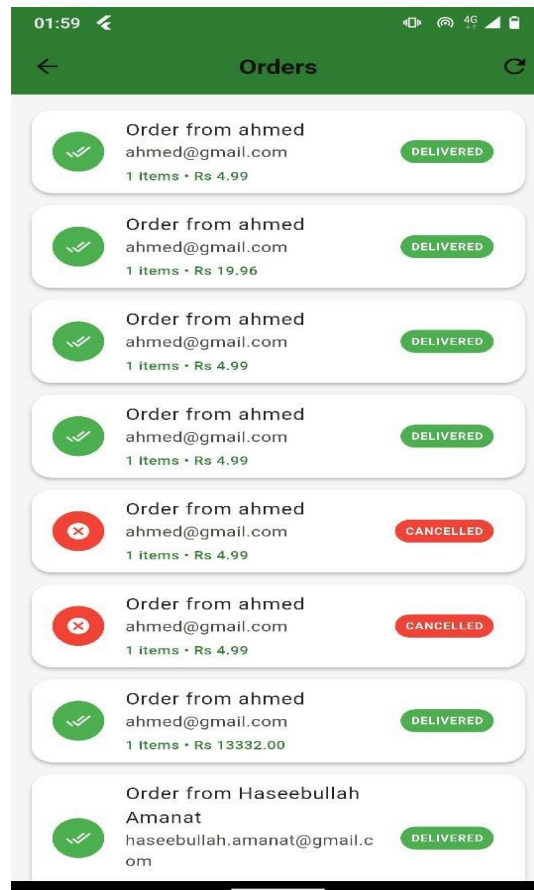 01:59
4G
Orders
Order from ahmed
ahmed@gmail.com
1 items • Rs 4.99
DELIVERED
Order from ahmed
ahmed@gmail.com
1 items • Rs 19.96
DELIVERED
Order from ahmed
ahmed@gmail.com
1 items • Rs 4.99
DELIVERED
Order from ahmed
ahmed@gmail.com
1 items • Rs 4.99
DELIVERED
Order from ahmed
ahmed@gmail.com
1 items • Rs 4.99
CANCELLED
Order from ahmed
ahmed@gmail.com
1 items • Rs 4.99
CANCELLED
Order from ahmed
ahmed@gmail.com
1 items • Rs 13332.00
DELIVERED
Order from Haseebullah
Amanat
haseebullah.amanat@gmail.c
om
DELIVERED